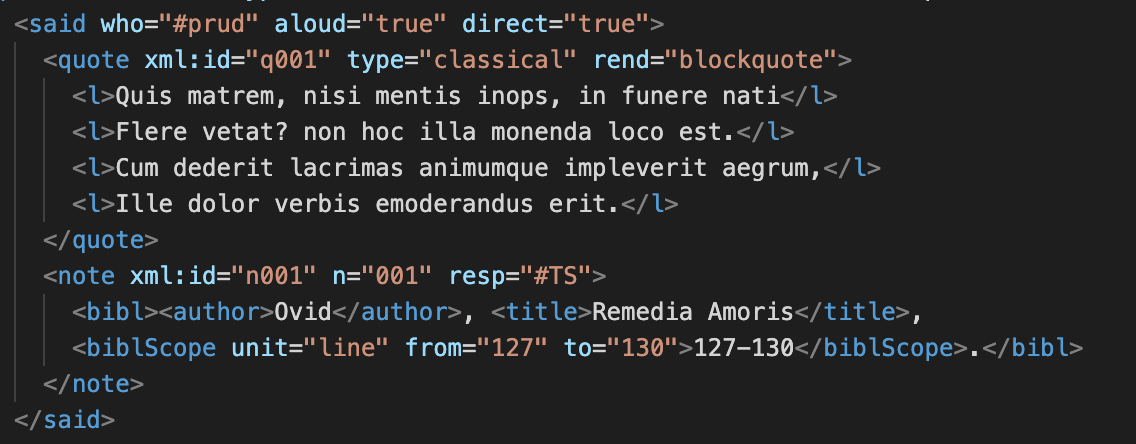 <said who="#prud" aloud="true" direct="true">
<quote xml:id="q001" type="classical" rend="blockquote">
<l>Quis matrem, nisi mentis inops, in funere nati</l>
<l>Flere vetat? non hoc illa monenda loco est.</l>
<l>Cum dederit lacrimas animumque impleverit aegrum,</l>
<l>Ille dolor verbis emoderandus erit.</l>
</quote>
<note xml:id="n001" n="001" resp="#TS">
<bibl><author>Ovid</author>, <title>Remedia Amoris</title>,
<biblScope unit="line" from="127" to="130">127-130</biblScope>.</bibl>
</note>
</said>